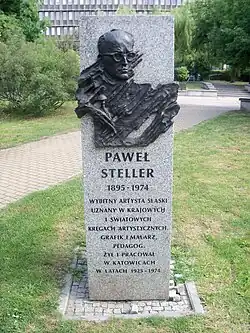 PAWEŁ
STELLER
1895-1974
WYBITNY ARTYSTA ŚLĄSKI
UZNANY W KRAJOWYCH
I ŚWIATOWYCH
KRĘGACH ARTYSTYCZNYCH
GRAFIK I MALARZ,
PEDAGOG.
ŻYŁ I PRACOWAŁ
W KATOWICACH
W LATACH 1925-1974